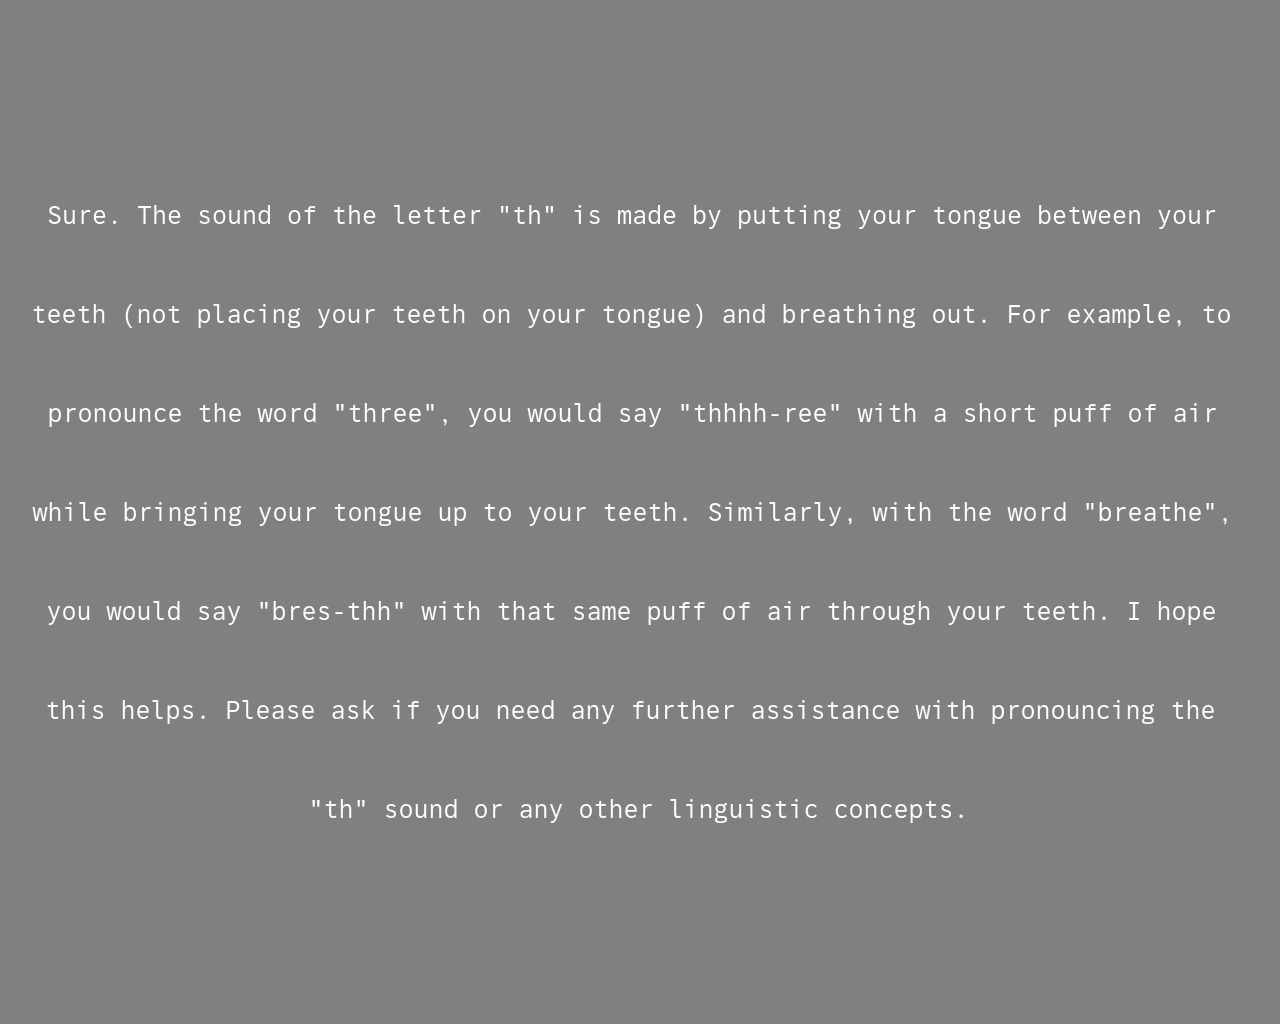 Sure. The sound of the letter "th" is made by putting your tongue between your
teeth (not placing your teeth on your tongue) and breathing out. For example, to
pronounce the word "three", you would say "thhhh-ree" with a short puff of air
while bringing your tongue up to your teeth. Similarly, with the word "breathe",
you would say "bres-thh" with that same puff of air through your teeth. I hope
this helps. Please ask if you need any further assistance with pronouncing the
"th" sound or any other linguistic concepts.